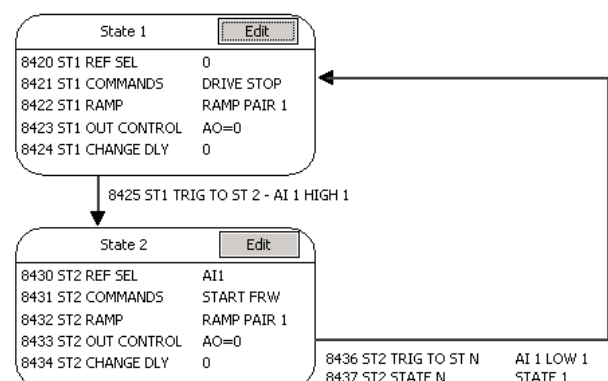 State 1 Edit
8420 ST1 REF SEL 0
8421 ST1 COMMANDS DRIVE STOP
8422 ST1 RAMP RAMP PAIR 1
8423 ST1 OUT CONTROL AO=0
8424 ST1 CHANGE DLY 0
8425 ST1 TRIG TO ST 2 - AI 1 HIGH 1
State 2 Edit
8430 ST2 REF SEL AI1
8431 ST2 COMMANDS START FRW
8432 ST2 RAMP RAMP PAIR 1
8433 ST2 OUT CONTROL AO=0
8434 ST2 CHANGE DLY 0
8436 ST2 TRIG TO ST N AI 1 LOW 1
8437 ST2 STATE N STATE 1